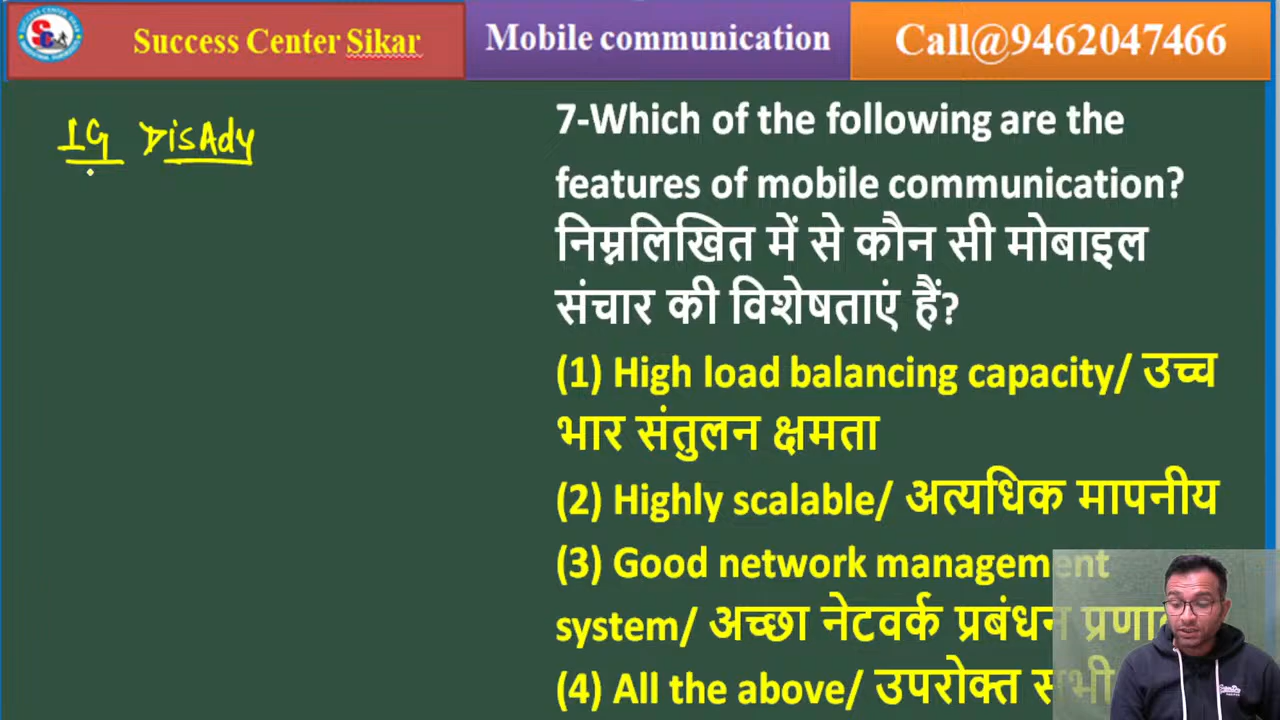 Success Center Sikar
Mobile communication
Call@9462047466
1G DisAdv
7-Which of the following are the
features of mobile communication?
निम्नलिखित में से कौन सी मोबाइल
संचार की विशेषताएं हैं?
(1) High load balancing capacity/ उच्च
भार संतुलन क्षमता
(2) Highly scalable/ अत्यधिक मापनीय
(3) Good network management
system/ अच्छा नेटवर्क प्रबंधन
(4) All the above/ उपरोक्त सभी